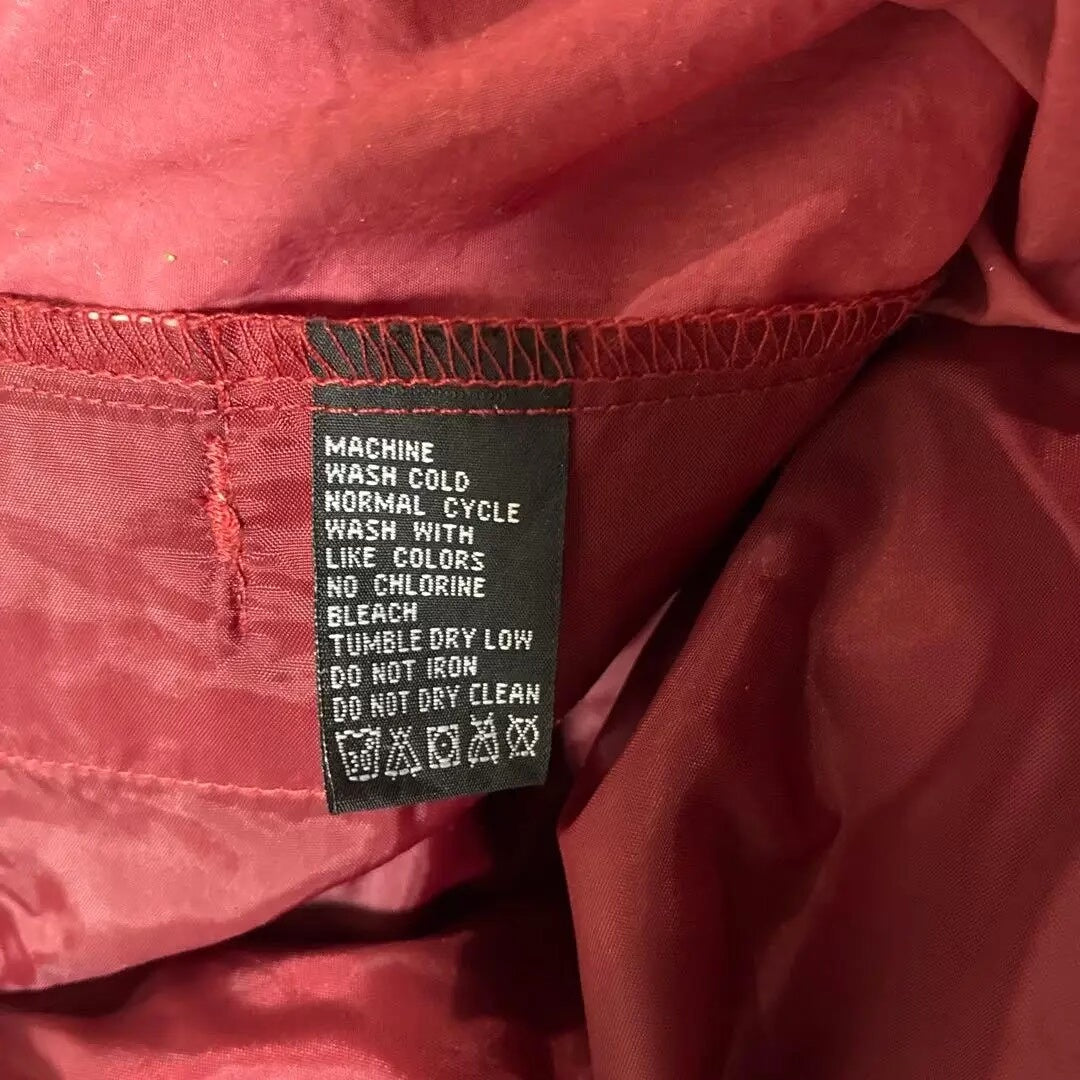 MACHINE
WASH COLD
NORMAL CYCLE
WASH WITH
LIKE COLORS
NO CHLORINE
BLEACH
TUMBLE DRY LOW
DO NOT IRON
DO NOT DRY CLEAN